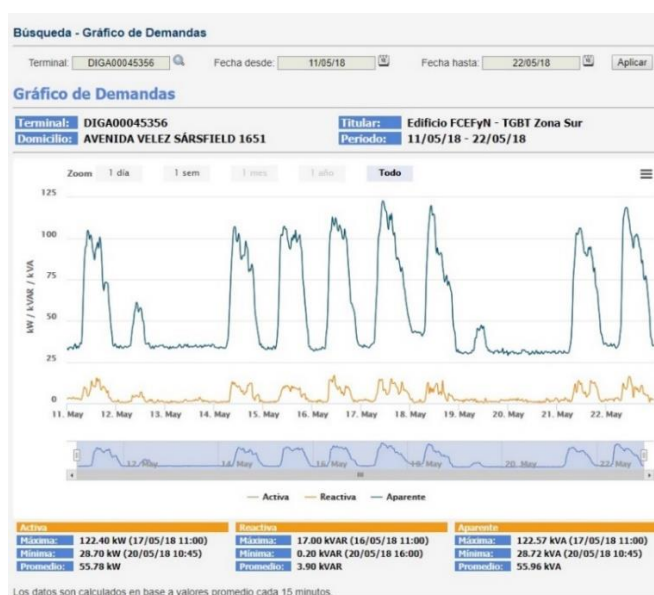 Búsqueda - Gráfico de Demandas
Terminal: DIGA00045356 Fecha desde: 11/05/18 Fecha hasta: 22/05/18 Aplicar
Gráfico de Demandas
Terminal: DIGA00045356 Titular: Edificio FCEFyN - TGBT Zona Sur
Domicilio: AVENIDA VELEZ SÁRSFIELD 1651 Período: 11/05/18 - 22/05/18
Zoom 1 día 1 sem 1 mes 1 año Todo
125
100
75
50
25
0
kW / kVAR / kVA
11. May 12. May 13. May 14. May 15. May 16. May 17. May 18. May 19. May 20. May 21. May 22. May
12. May 14. May 16. May 18. May 20. May 22. May
Activa Reactiva Aparente
Activa Reactiva Aparente
Máxima: 122.40 kW (17/05/18 11:00) Máxima: 17.00 kVAR (16/05/18 11:00) Máxima: 122.57 kVA (17/05/18 11:00)
Mínima: 28.70 kW (20/05/18 10:45) Mínima: 0.20 kVAR (20/05/18 16:00) Mínima: 28.72 kVA (20/05/18 10:45)
Promedio: 55.78 kW Promedio: 3.90 kVAR Promedio: 55.96 kVA
Los datos son calculados en base a valores promedio cada 15 minutos.